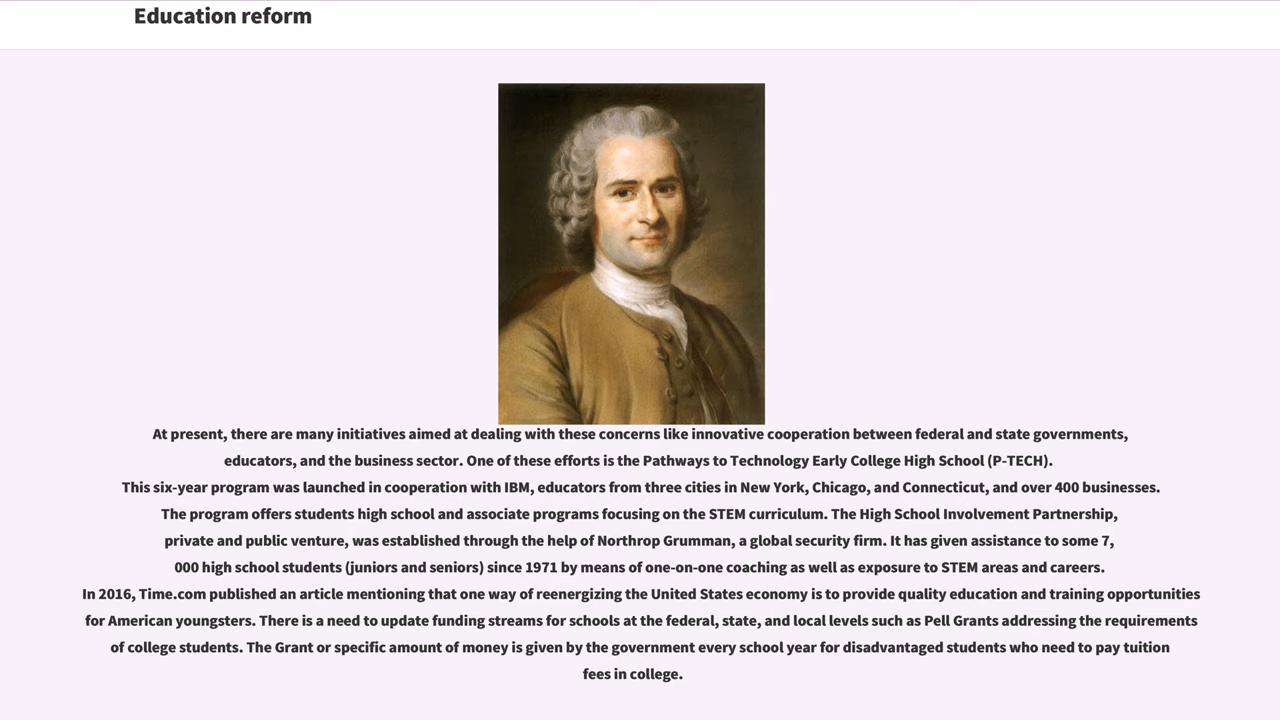 Education reform
At present, there are many initiatives aimed at dealing with these concerns like innovative cooperation between federal and state governments,
educators, and the business sector. One of these efforts is the Pathways to Technology Early College High School (P-TECH).
This six-year program was launched in cooperation with IBM, educators from three cities in New York, Chicago, and Connecticut, and over 400 businesses.
The program offers students high school and associate programs focusing on the STEM curriculum. The High School Involvement Partnership,
private and public venture, was established through the help of Northrop Grumman, a global security firm. It has given assistance to some 7,
000 high school students (juniors and seniors) since 1971 by means of one-on-one coaching as well as exposure to STEM areas and careers.
In 2016, Time.com published an article mentioning that one way of reenergizing the United States economy is to provide quality education and training opportunities
for American youngsters. There is a need to update funding streams for schools at the federal, state, and local levels such as Pell Grants addressing the requirements
of college students. The Grant or specific amount of money is given by the government every school year for disadvantaged students who need to pay tuition
fees in college.